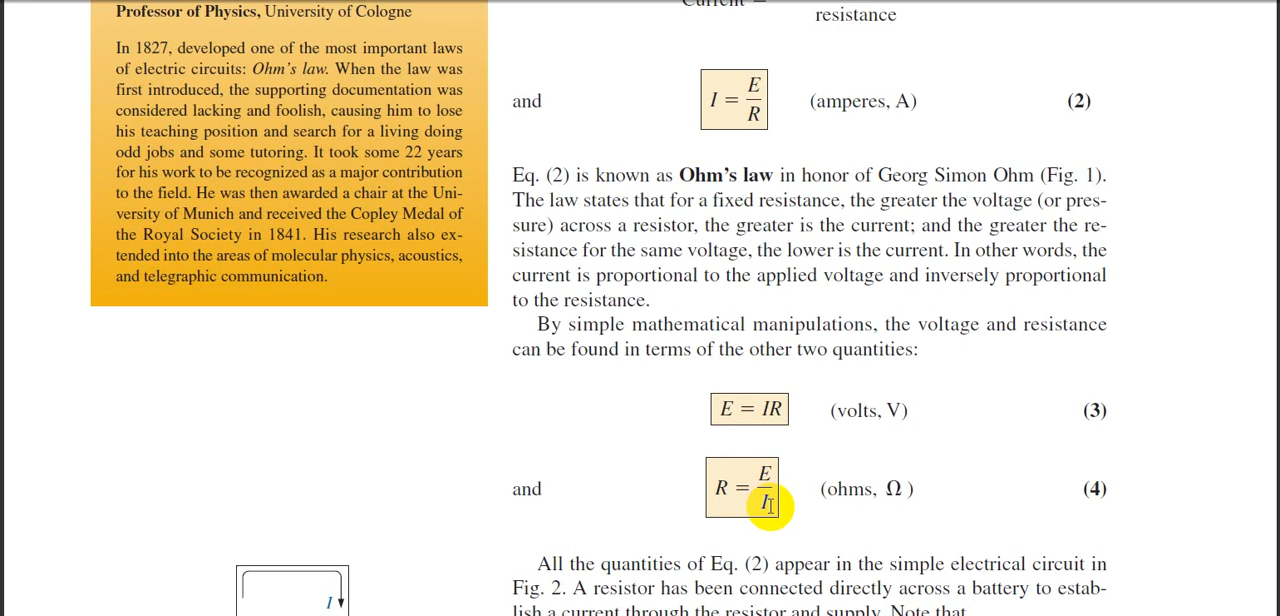 Professor of Physics, University of Cologne
In 1827, developed one of the most important laws
of electric circuits: Ohm's law. When the law was
first introduced, the supporting documentation was
considered lacking and foolish, causing him to lose
his teaching position and search for a living doing
odd jobs and some tutoring. It took some 22 years
for his work to be recognized as a major contribution
to the field. He was then awarded a chair at the Uni-
versity of Munich and received the Copley Medal of
the Royal Society in 1841. His research also ex-
tended into the areas of molecular physics, acoustics,
and telegraphic communication.
Current =
resistance
and I = E/R (amperes, A) (2)
Eq. (2) is known as Ohm's law in honor of Georg Simon Ohm (Fig. 1).
The law states that for a fixed resistance, the greater the voltage (or pres-
sure) across a resistor, the greater is the current; and the greater the re-
sistance for the same voltage, the lower is the current. In other words, the
current is proportional to the applied voltage and inversely proportional
to the resistance.
By simple mathematical manipulations, the voltage and resistance
can be found in terms of the other two quantities:
E = IR (volts, V) (3)
and R = E/I (ohms, Ω) (4)
All the quantities of Eq. (2) appear in the simple electrical circuit in
Fig. 2. A resistor has been connected directly across a battery to estab-
lish a current through the resistor and supply. Note that
I